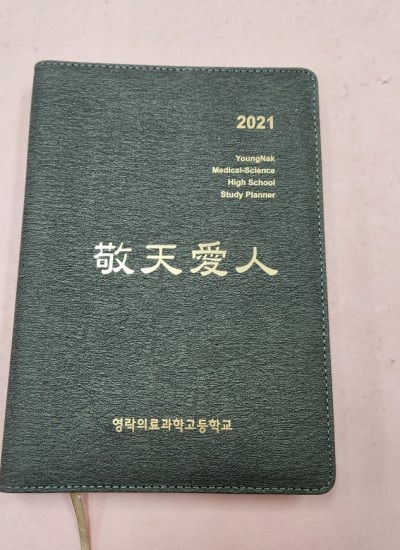 2021
YoungNak
Medical-Science
High School
Study Planner
敬天愛人
영락의료과학고등학교